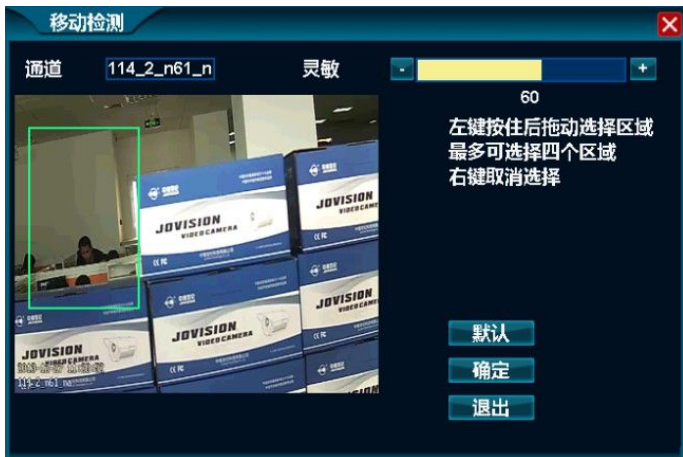 移动检测
通道
114_2_n61_n
灵敏
-
+
60
左键按住后拖动选择区域
最多可选择四个区域
右键取消选择
JOVISION
VIDEO CAMERA
JOVISION
VIDEO CAMERA
JOVISION
VIDEO CAMERA
JOVISION
VIDEO CAME
JOVISION
VIDEO CAMERA
默认
确定
退出